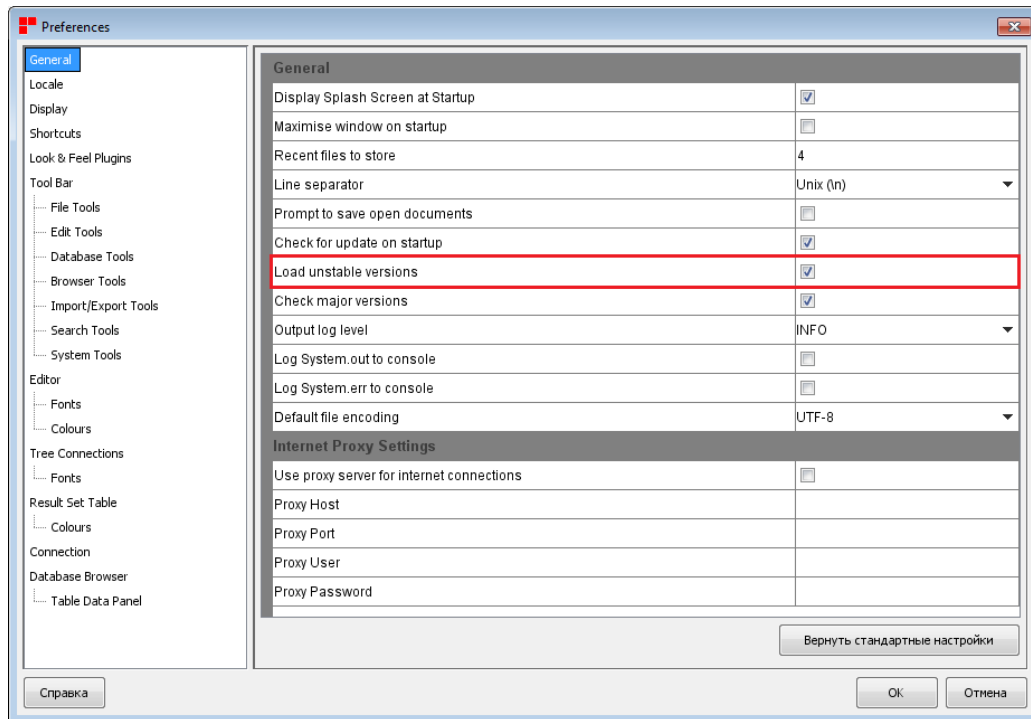 Preferences
General
Locale
Display
Shortcuts
Look & Feel Plugins
Tool Bar
File Tools
Edit Tools
Database Tools
Browser Tools
Import/Export Tools
Search Tools
System Tools
Editor
Fonts
Colours
Tree Connections
Fonts
Result Set Table
Colours
Connection
Database Browser
Table Data Panel
General
Display Splash Screen at Startup
Maximise window on startup
Recent files to store 4
Line separator Unix (\n)
Prompt to save open documents
Check for update on startup
Load unstable versions
Check major versions
Output log level INFO
Log System.out to console
Log System.err to console
Default file encoding UTF-8
Internet Proxy Settings
Use proxy server for internet connections
Proxy Host
Proxy Port
Proxy User
Proxy Password
Вернуть стандартные настройки
Справка OK Отмена